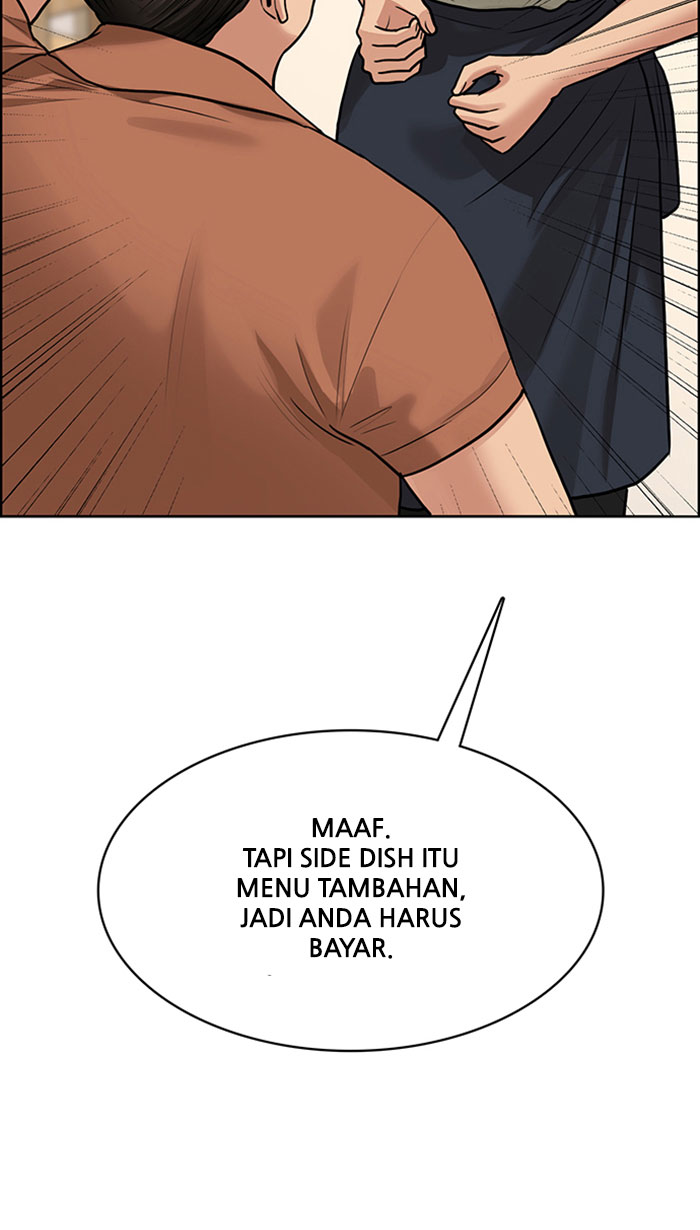 MAAF.
TAPI SIDE DISH ITU
MENU TAMBAHAN,
JADI ANDA HARUS
BAYAR.